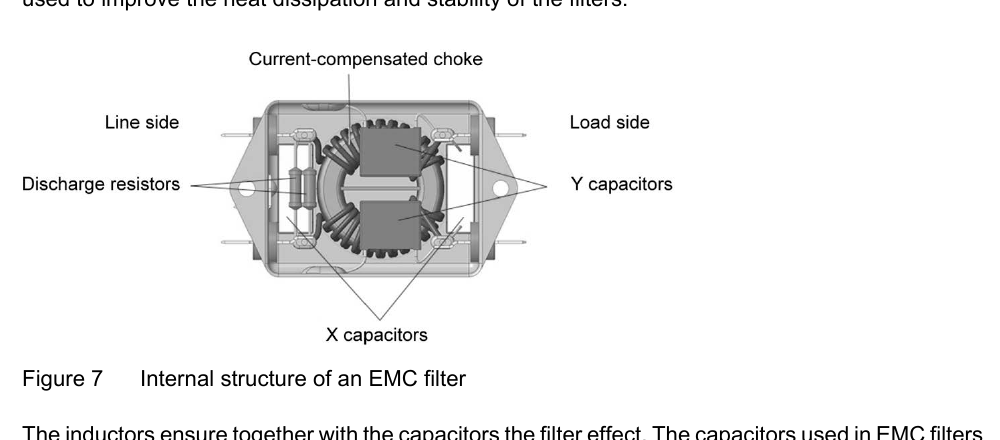 used to improve the heat dissipation and stability of the filters.
Current-compensated choke
Line side
Load side
Discharge resistors
Y capacitors
X capacitors
Figure 7 Internal structure of an EMC filter
The inductors ensure together with the capacitors the filter effect. The capacitors used in EMC filters